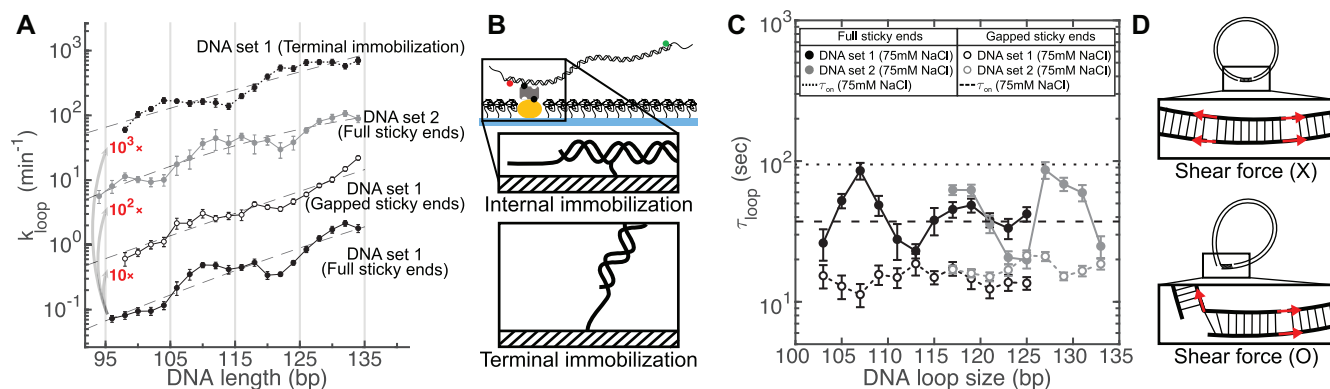 A
k_loop (min⁻¹)
10³
10²
10¹
10⁰
10⁻¹
DNA set 1 (Terminal immobilization)
10³×
DNA set 2
(Full sticky ends)
10²×
DNA set 1
(Gapped sticky ends)
10×
DNA set 1
(Full sticky ends)
95 105 115 125 134
DNA length (bp)
B
Internal immobilization
Terminal immobilization
C
τ_loop (sec)
10³
10²
10¹
Full sticky ends Gapped sticky ends
DNA set 1 (75mM NaCl) DNA set 1 (75mM NaCl)
DNA set 2 (75mM NaCl) DNA set 2 (75mM NaCl)
τ_on (75mM NaCl) τ_on (75mM NaCl)
100 105 110 115 120 125 130 135
DNA loop size (bp)
D
Shear force (X)
Shear force (O)